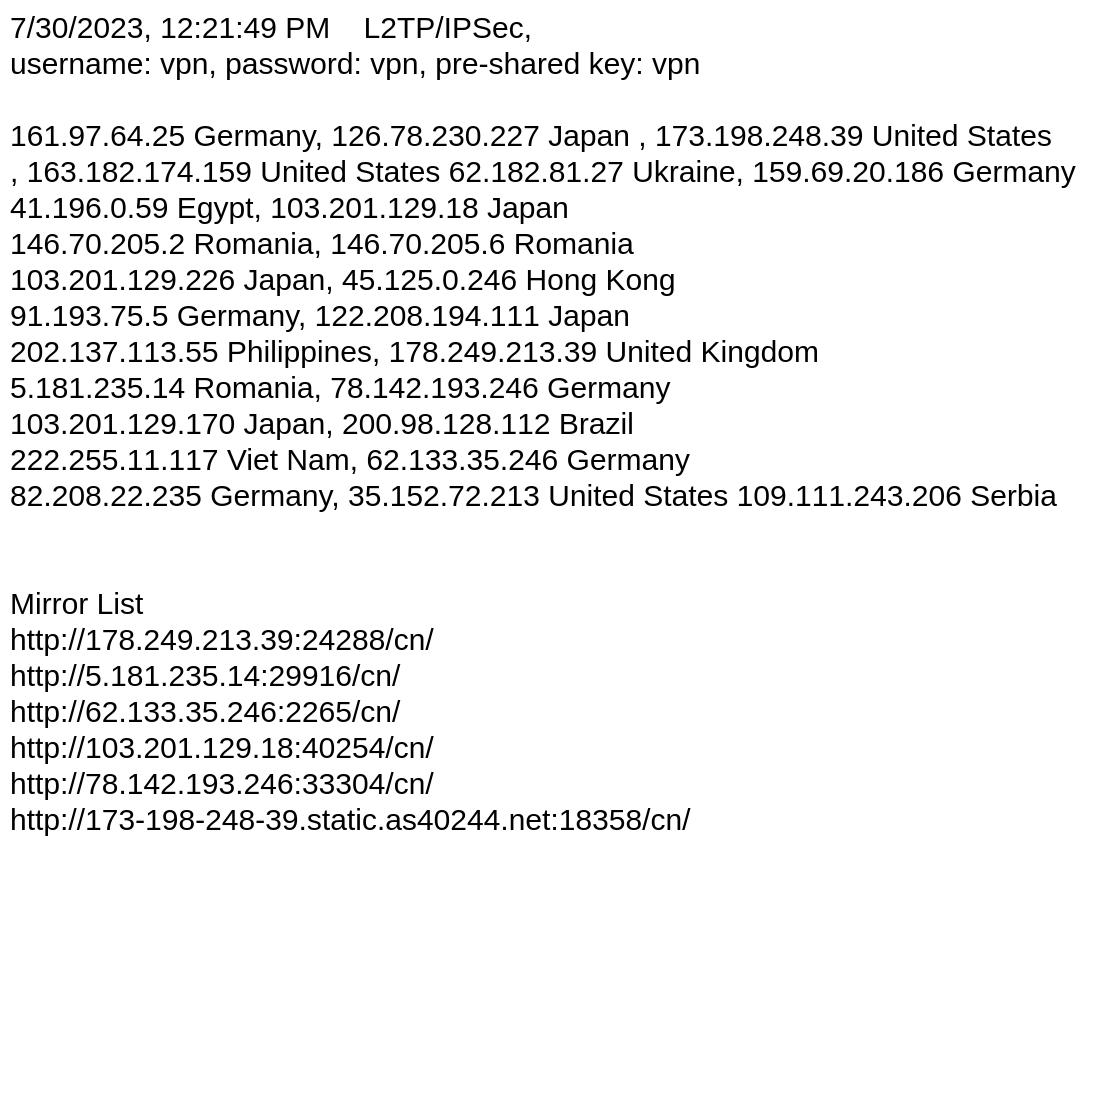 7/30/2023, 12:21:49 PM    L2TP/IPSec,
username: vpn, password: vpn, pre-shared key: vpn
161.97.64.25 Germany, 126.78.230.227 Japan , 173.198.248.39 United States
, 163.182.174.159 United States 62.182.81.27 Ukraine, 159.69.20.186 Germany
41.196.0.59 Egypt, 103.201.129.18 Japan
146.70.205.2 Romania, 146.70.205.6 Romania
103.201.129.226 Japan, 45.125.0.246 Hong Kong
91.193.75.5 Germany, 122.208.194.111 Japan
202.137.113.55 Philippines, 178.249.213.39 United Kingdom
5.181.235.14 Romania, 78.142.193.246 Germany
103.201.129.170 Japan, 200.98.128.112 Brazil
222.255.11.117 Viet Nam, 62.133.35.246 Germany
82.208.22.235 Germany, 35.152.72.213 United States 109.111.243.206 Serbia
Mirror List
http://178.249.213.39:24288/cn/
http://5.181.235.14:29916/cn/
http://62.133.35.246:2265/cn/
http://103.201.129.18:40254/cn/
http://78.142.193.246:33304/cn/
http://173-198-248-39.static.as40244.net:18358/cn/